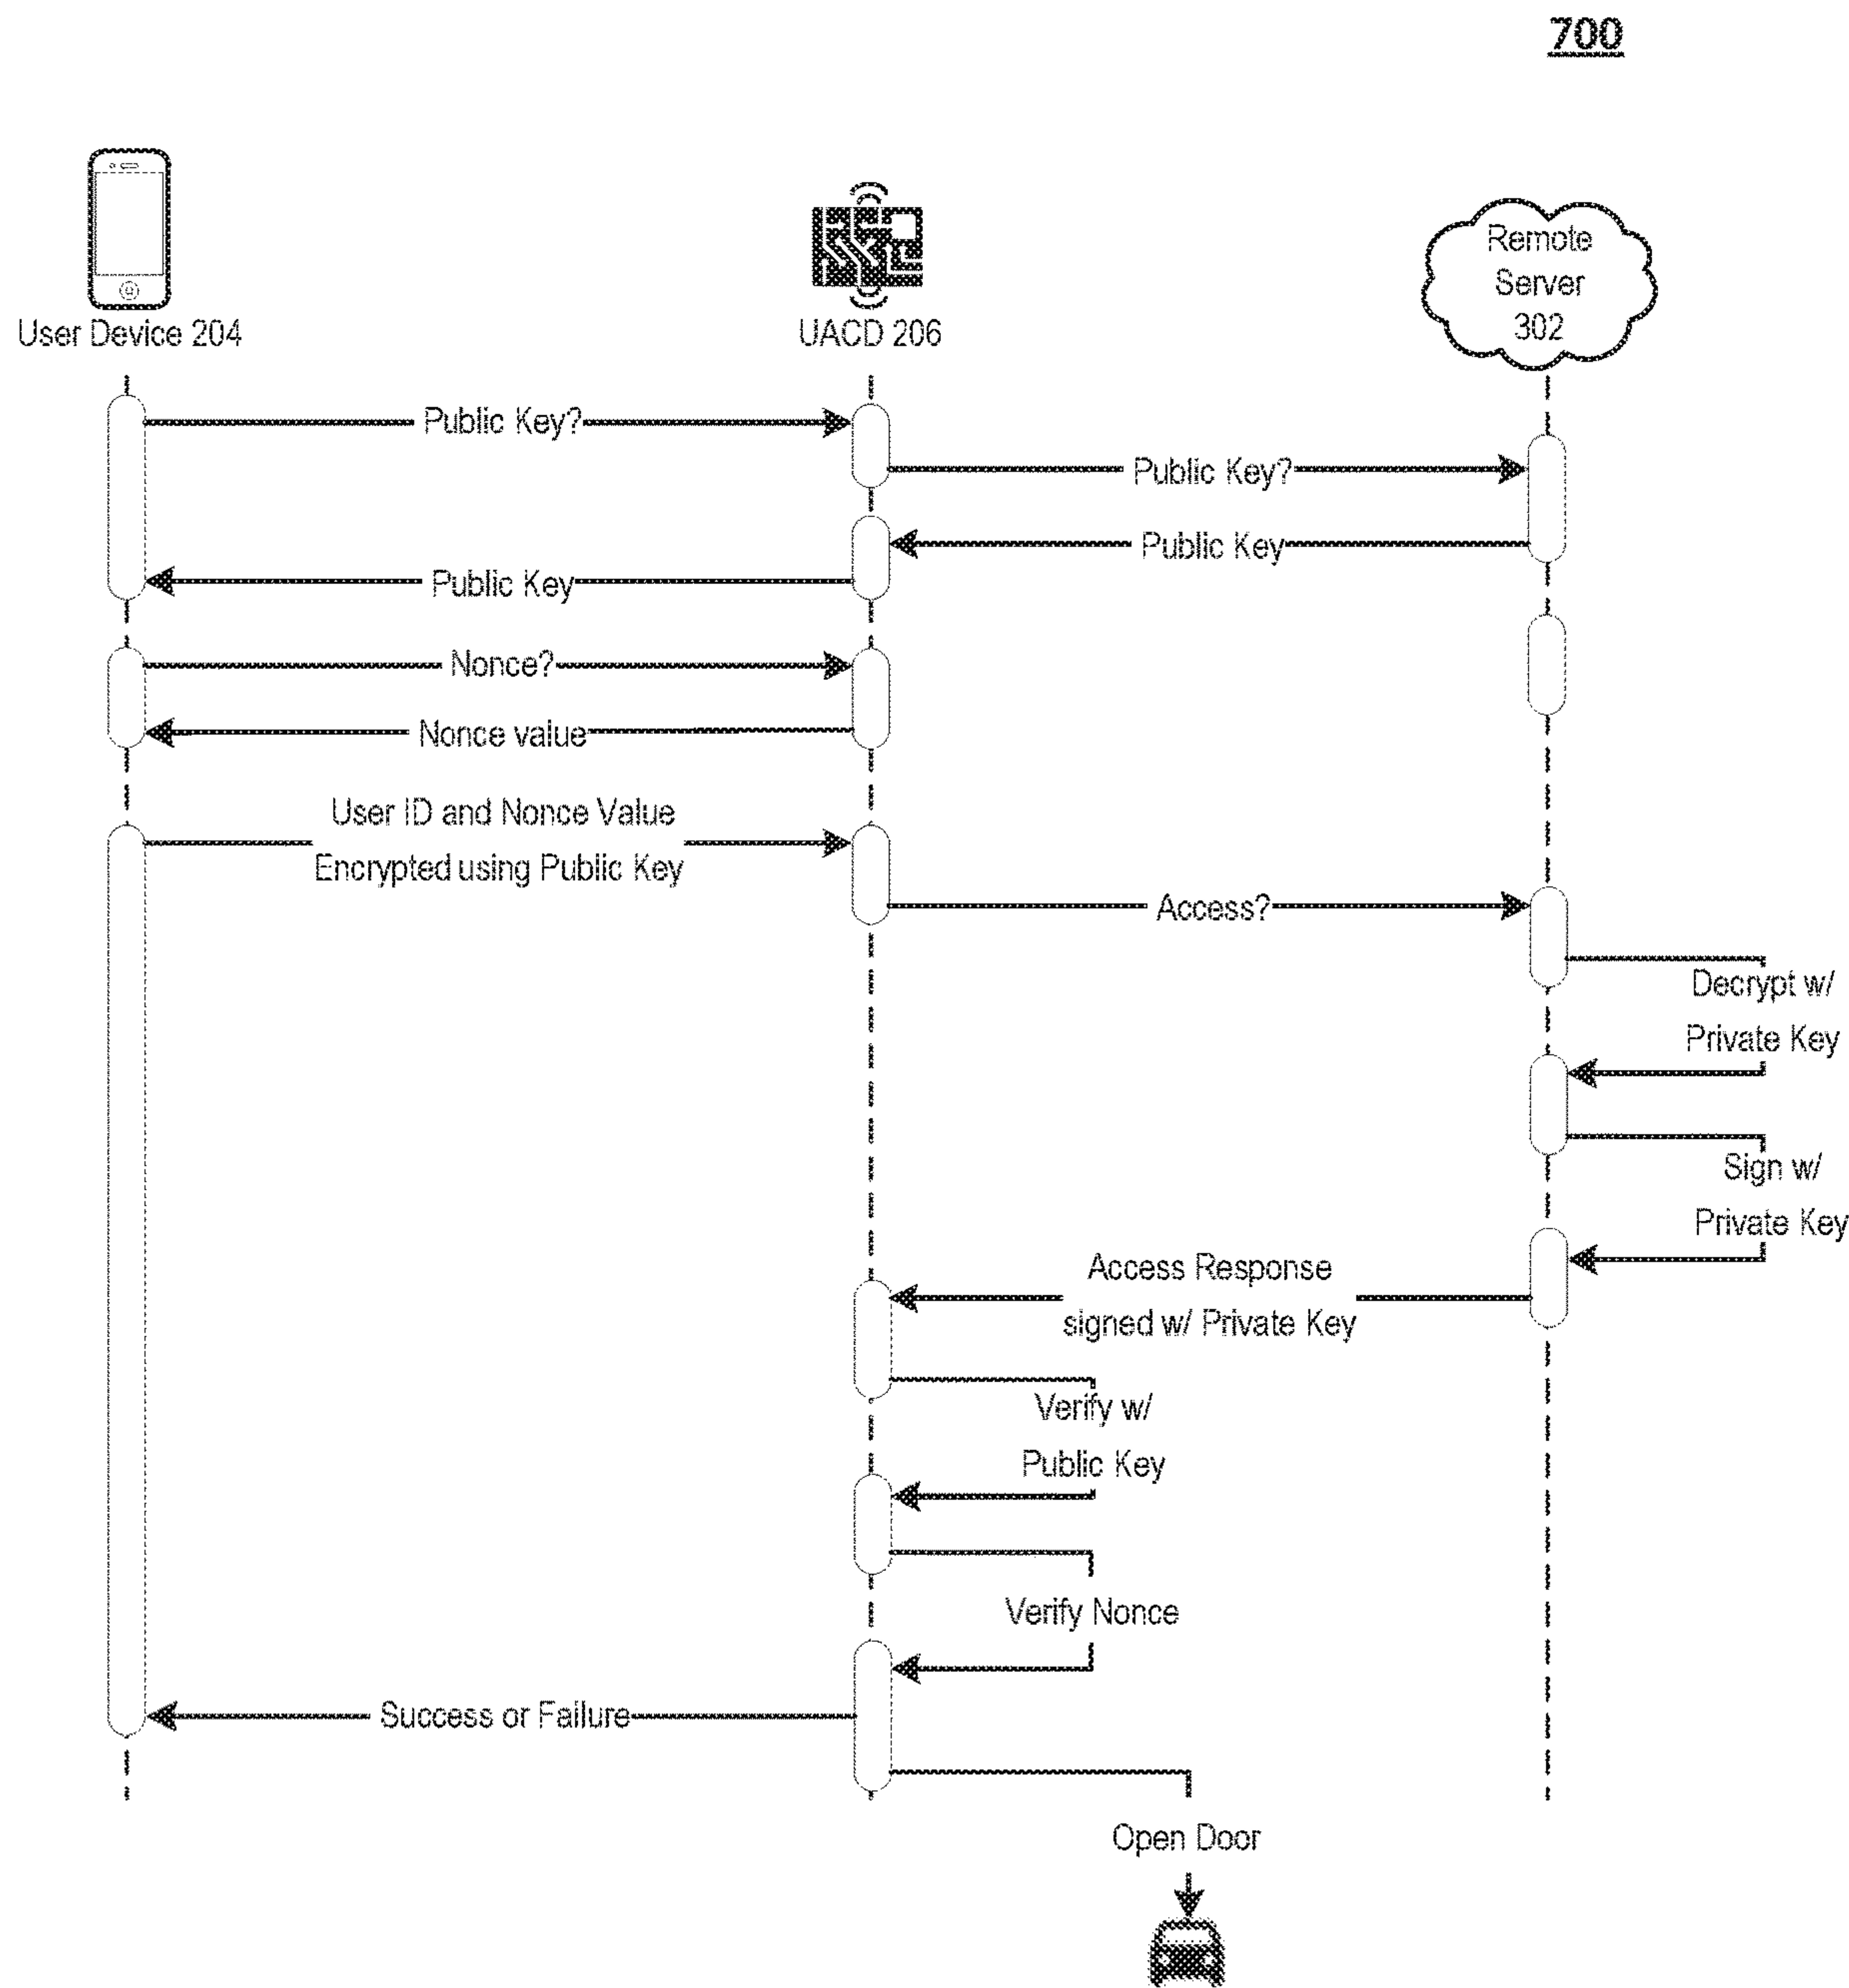 700
User Device 204
UACD 206
Remote
Server
302
Public Key?
Public Key?
Public Key
Public Key
Nonce?
Nonce value
User ID and Nonce Value
Encrypted using Public Key
Access?
Decrypt w/
Private Key
Sign w/
Private Key
Access Response
signed w/ Private Key
Verify w/
Public Key
Verify Nonce
Success or Failure
Open Door